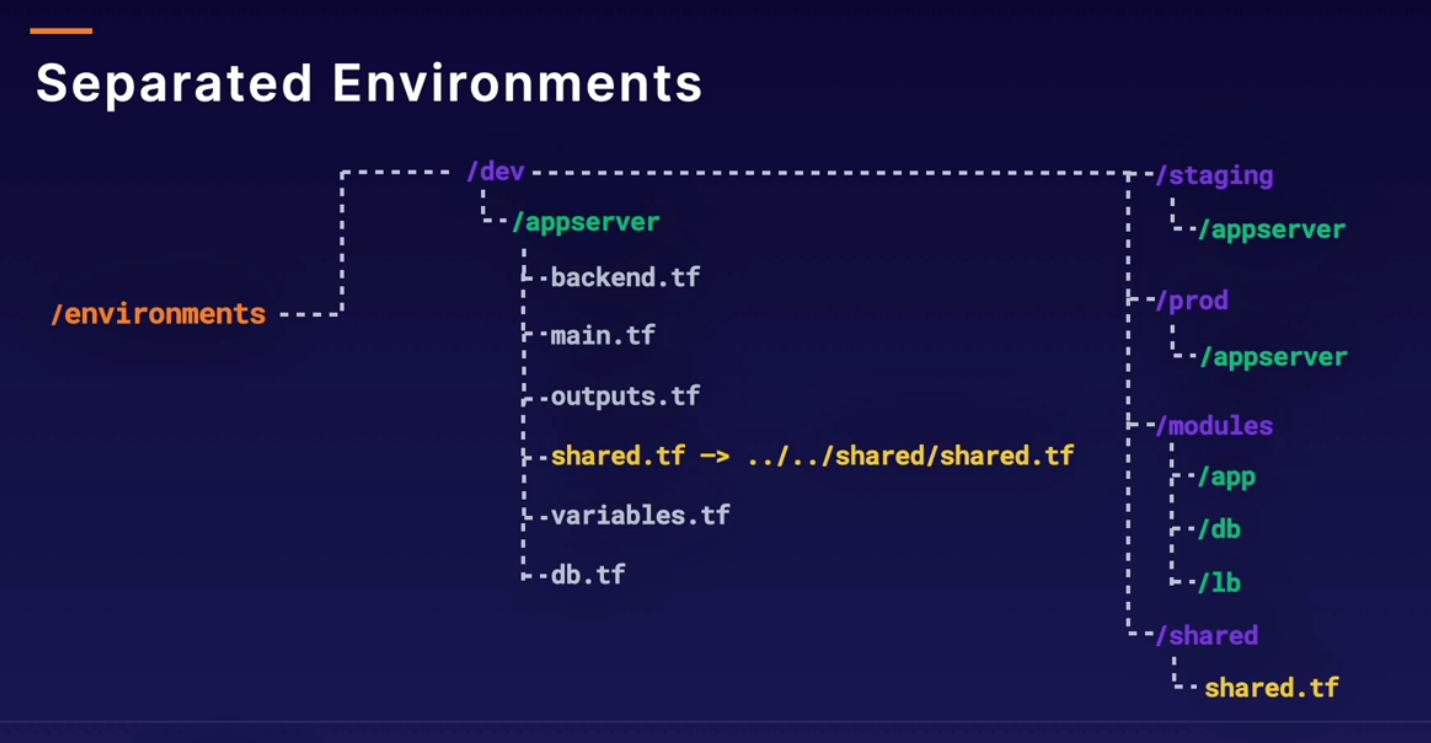 Separated Environments
/environments
/dev
/appserver
backend.tf
main.tf
outputs.tf
shared.tf —> ../../shared/shared.tf
variables.tf
db.tf
/staging
/appserver
/prod
/appserver
/modules
/app
/db
/lb
/shared
shared.tf